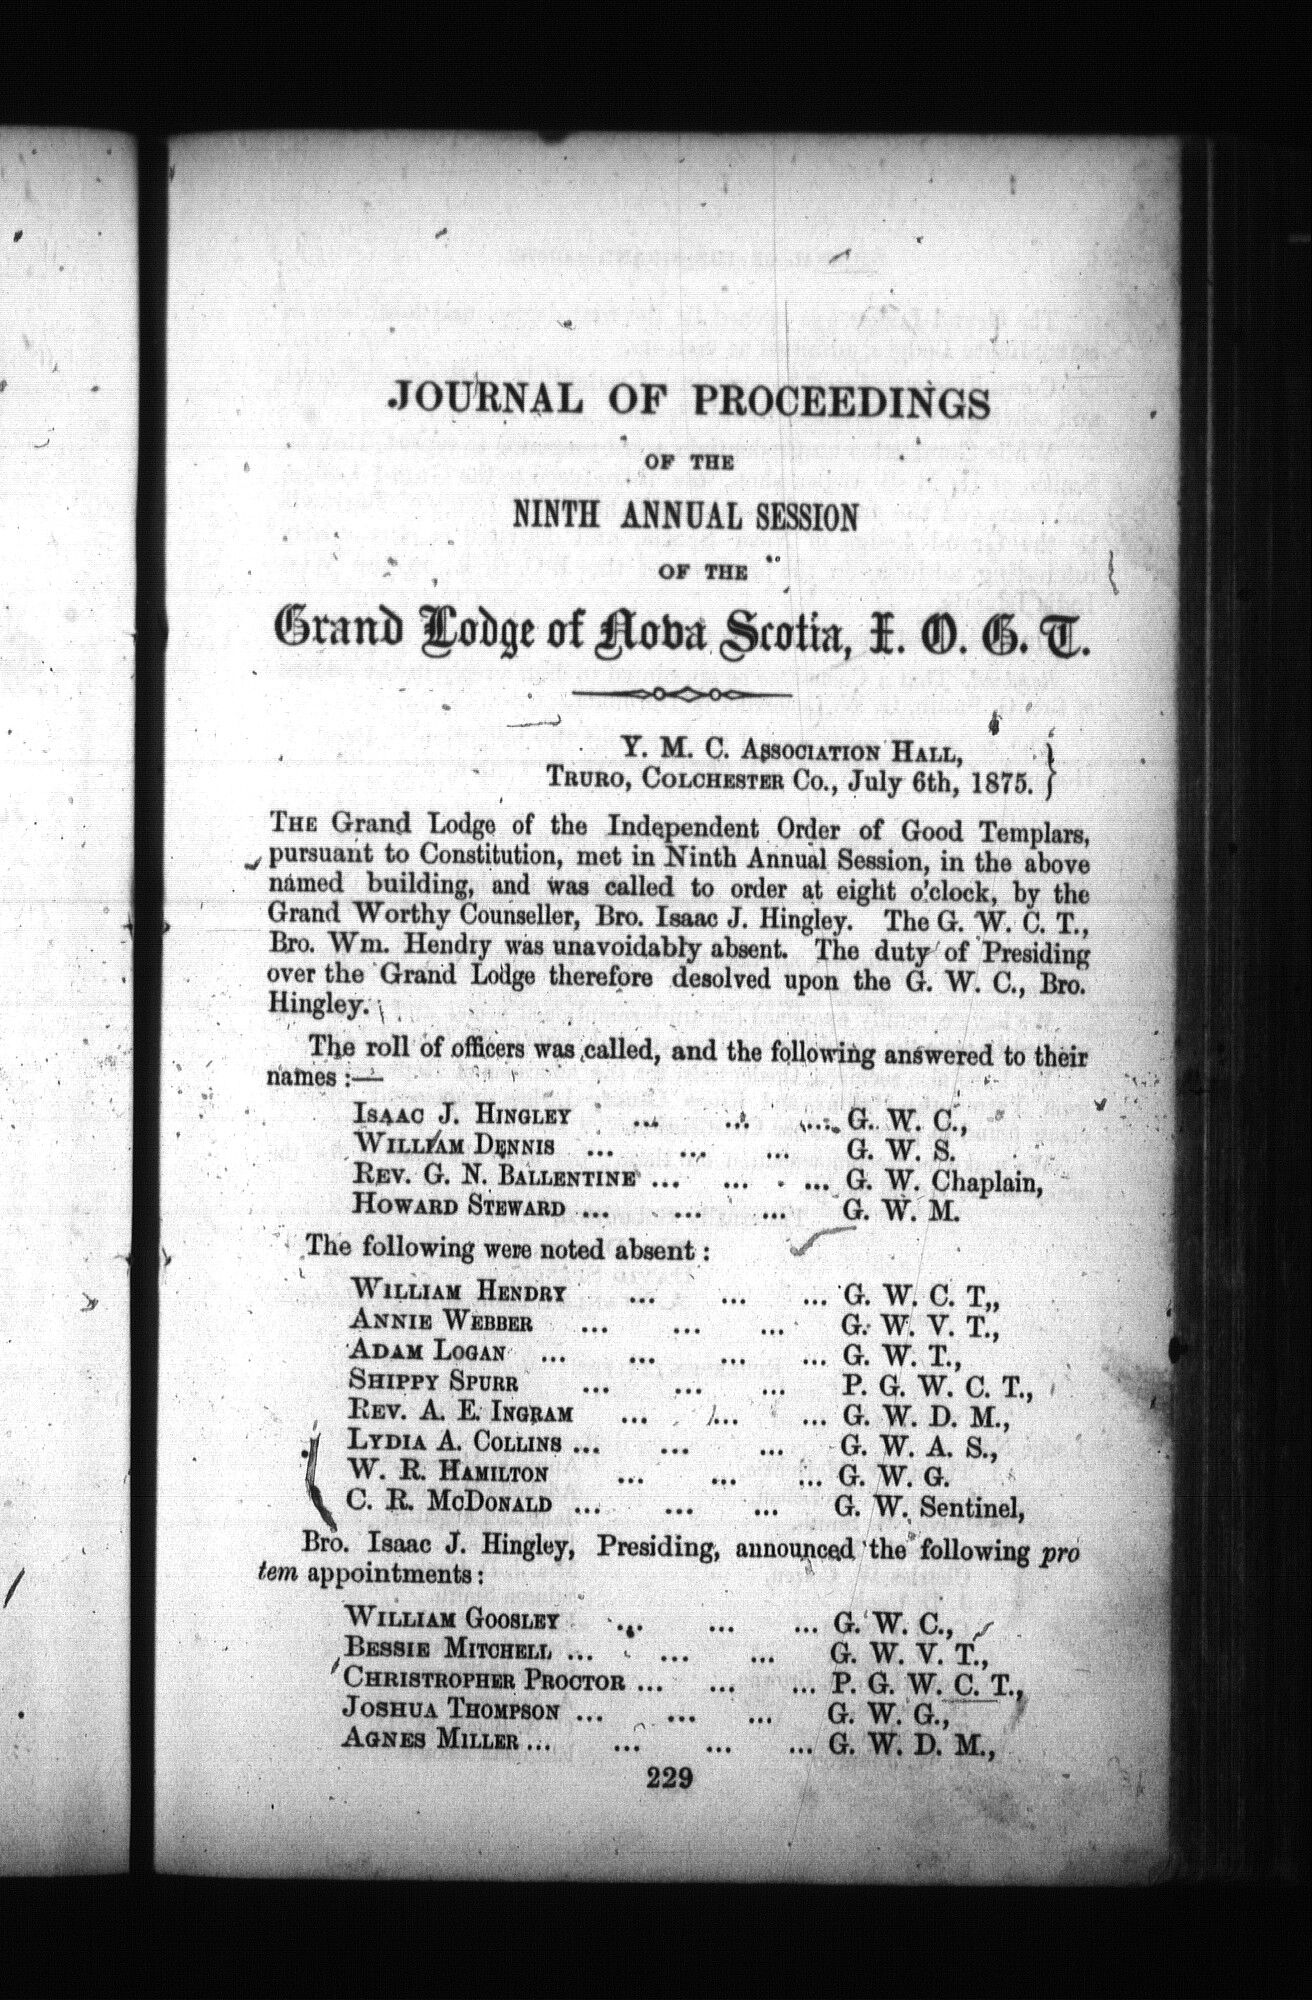 JOURNAL OF PROCEEDINGS
OF THE
NINTH ANNUAL SESSION
OF THE
Grand Lodge of Nova Scotia, I. O. G. T.
Y. M. C. ASSOCIATION HALL,
TRURO, COLCHESTER Co., July 6th, 1875. }
THE Grand Lodge of the Independent Order of Good Templars,
pursuant to Constitution, met in Ninth Annual Session, in the above
named building, and was called to order at eight o'clock, by the
Grand Worthy Counseller, Bro. Isaac J. Hingley. The G. W. C. T.,
Bro. Wm. Hendry was unavoidably absent. The duty of Presiding
over the Grand Lodge therefore desolved upon the G. W. C., Bro.
Hingley.
The roll of officers was called, and the following answered to their
names :—
ISAAC J. HINGLEY ... ... ... G. W. C.,
WILLIAM DENNIS ... ... ... G. W. S.
REV. G. N. BALLENTINE ... ... ... G. W. Chaplain,
HOWARD STEWARD ... ... ... G. W. M.
The following were noted absent :
WILLIAM HENDRY ... ... ... G. W. C. T.,,
ANNIE WEBBER ... ... ... G. W. V. T.,
ADAM LOGAN ... ... ... ... G. W. T.,
SHIPPY SPURR ... ... ... P. G. W. C. T.,
REV. A. E. INGRAM ... ... ... G. W. D. M.,
LYDIA A. COLLINS ... ... ... G. W. A. S.,
W. R. HAMILTON ... ... ... G. W. G.
C. R. MCDONALD ... ... ... G. W. Sentinel,
Bro. Isaac J. Hingley, Presiding, announced the following pro
tem appointments :
WILLIAM GOOSLEY ... ... ... G. W. C.,
BESSIE MITCHELL ... ... ... G. W. V. T.,
CHRISTROPHER PROCTOR ... ... ... P. G. W. C. T.,
JOSHUA THOMPSON ... ... ... G. W. G.,
AGNES MILLER ... ... ... ... G. W. D. M.,
229